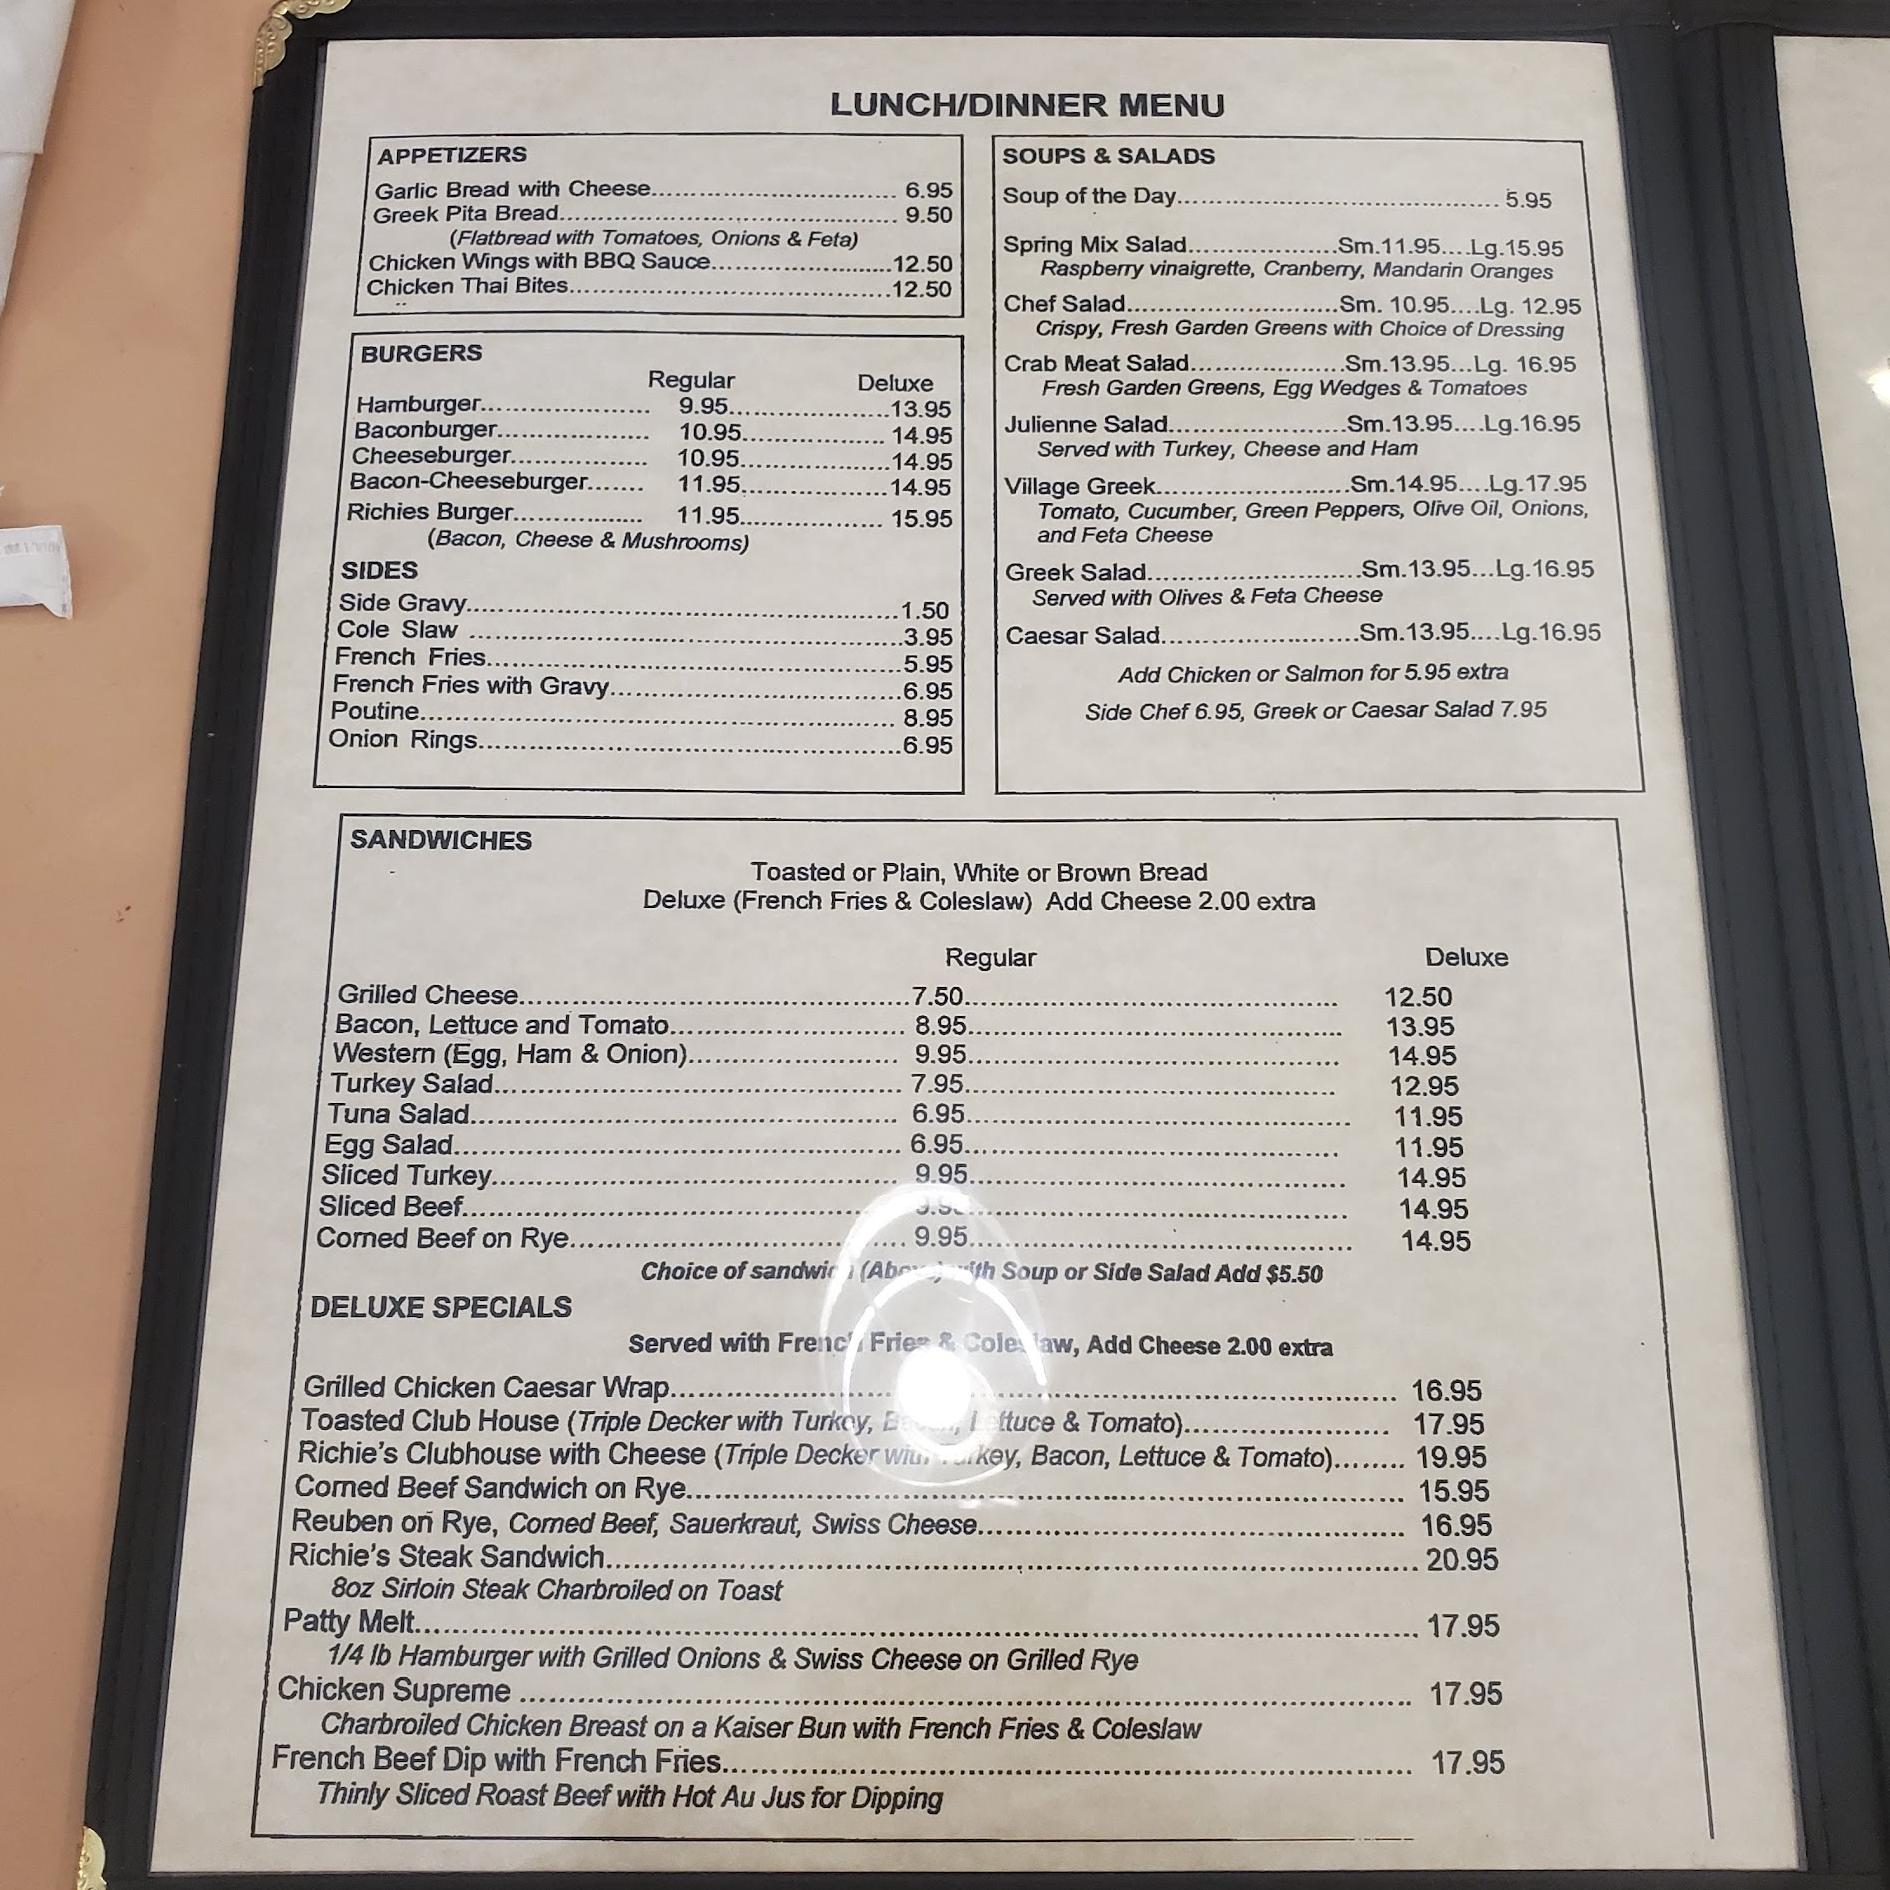 LUNCH/DINNER MENU
APPETIZERS
Garlic Bread with Cheese.............................. 6.95
Greek Pita Bread......................................... 9.50
(Flatbread with Tomatoes, Onions & Feta)
Chicken Wings with BBQ Sauce......................12.50
Chicken Thai Bites.......................................12.50
BURGERS
Regular Deluxe
Hamburger..................... 9.95....................13.95
Baconburger................... 10.95................. 14.95
Cheeseburger................. 10.95..................14.95
Bacon-Cheeseburger....... 11.95..................14.95
Richies Burger................. 11.95................. 15.95
(Bacon, Cheese & Mushrooms)
SIDES
Side Gravy....................................................1.50
Cole Slaw ....................................................3.95
French Fries..................................................5.95
French Fries with Gravy...................................6.95
Poutine......................................................... 8.95
Onion Rings...................................................6.95
SOUPS & SALADS
Soup of the Day....................................... 5.95
Spring Mix Salad..................Sm.11.95....Lg.15.95
Raspberry vinaigrette, Cranberry, Mandarin Oranges
Chef Salad..........................Sm. 10.95....Lg. 12.95
Crispy, Fresh Garden Greens with Choice of Dressing
Crab Meat Salad...................Sm.13.95...Lg. 16.95
Fresh Garden Greens, Egg Wedges & Tomatoes
Julienne Salad......................Sm.13.95....Lg.16.95
Served with Turkey, Cheese and Ham
Village Greek........................Sm.14.95....Lg.17.95
Tomato, Cucumber, Green Peppers, Olive Oil, Onions,
and Feta Cheese
Greek Salad..........................Sm.13.95...Lg.16.95
Served with Olives & Feta Cheese
Caesar Salad........................Sm.13.95....Lg.16.95
Add Chicken or Salmon for 5.95 extra
Side Chef 6.95, Greek or Caesar Salad 7.95
SANDWICHES
Toasted or Plain, White or Brown Bread
Deluxe (French Fries & Coleslaw) Add Cheese 2.00 extra
Regular Deluxe
Grilled Cheese...............................................7.50............................................. 12.50
Bacon, Lettuce and Tomato............................ 8.95............................................. 13.95
Western (Egg, Ham & Onion)......................... 9.95............................................. 14.95
Turkey Salad................................................. 7.95............................................. 12.95
Tuna Salad.................................................... 6.95............................................. 11.95
Egg Salad...................................................... 6.95............................................. 11.95
Sliced Turkey................................................. 9.95............................................. 14.95
Sliced Beef.................................................... ............................................. 14.95
Corned Beef on Rye....................................... 9.95............................................. 14.95
Choice of sandwich (Above) with Soup or Side Salad Add $5.50
DELUXE SPECIALS
Served with French Fries & Coleslaw, Add Cheese 2.00 extra
Grilled Chicken Caesar Wrap................................................................ 16.95
Toasted Club House (Triple Decker with Turkey, Bacon, Lettuce & Tomato)......................... 17.95
Richie's Clubhouse with Cheese (Triple Decker with Turkey, Bacon, Lettuce & Tomato)........ 19.95
Corned Beef Sandwich on Rye................................................................ 15.95
Reuben on Rye, Corned Beef, Sauerkraut, Swiss Cheese.................................................... 16.95
Richie's Steak Sandwich................................................................ 20.95
8oz Sirloin Steak Charbroiled on Toast
Patty Melt................................................................ 17.95
1/4 lb Hamburger with Grilled Onions & Swiss Cheese on Grilled Rye
Chicken Supreme ................................................................ 17.95
Charbroiled Chicken Breast on a Kaiser Bun with French Fries & Coleslaw
French Beef Dip with French Fries................................................................ 17.95
Thinly Sliced Roast Beef with Hot Au Jus for Dipping